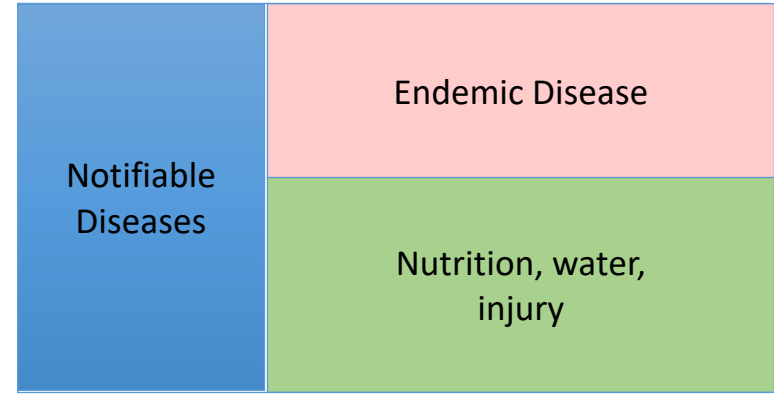 Notifiable
Diseases
Endemic Disease
Nutrition, water,
injury